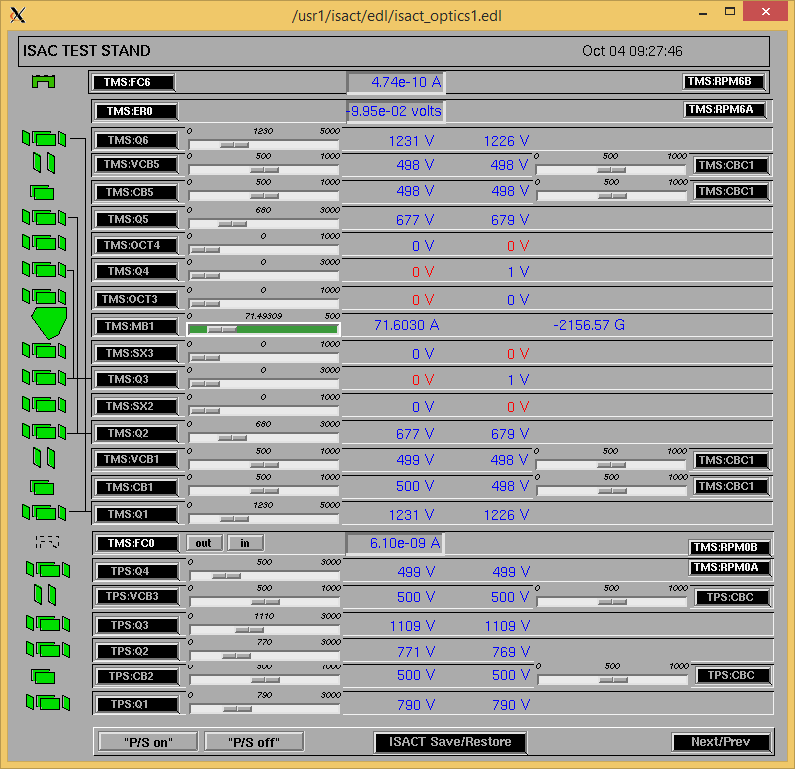 /usr1/isact/edl/isact_optics1.edl
ISAC TEST STAND Oct 04 09:27:46
TMS:FC6 4.74e-10 A TMS:RPM6B
TMS:ER0 -9.95e-02 volts TMS:RPM6A
0 1230 5000
TMS:Q6 1231 V 1226 V
0 500 1000 0 500 1000
TMS:VCB5 498 V 498 V TMS:CBC1
0 500 1000 0 500 1000
TMS:CB5 498 V 498 V TMS:CBC1
0 680 3000
TMS:Q5 677 V 679 V
0 0 1000
TMS:OCT4 0 V 0 V
0 0 3000
TMS:Q4 0 V 1 V
0 0 1000
TMS:OCT3 0 V 0 V
0 71.49309 500
TMS:MB1 71.6030 A -2156.57 G
0 0 1000
TMS:SX3 0 V 0 V
0 0 3000
TMS:Q3 0 V 1 V
0 0 1000
TMS:SX2 0 V 0 V
0 680 3000
TMS:Q2 677 V 679 V
0 500 1000 0 500 1000
TMS:VCB1 499 V 498 V TMS:CBC1
0 500 1000 0 500 1000
TMS:CB1 500 V 498 V TMS:CBC1
0 1230 5000
TMS:Q1 1231 V 1226 V
TMS:FC0 out in 6.10e-09 A TMS:RPM0B
0 500 3000 TMS:RPM0A
TPS:Q4 499 V 499 V
0 500 1000 0 500 1000
TPS:VCB3 500 V 500 V TPS:CBC
0 1110 3000
TPS:Q3 1109 V 1109 V
0 770 3000
TPS:Q2 771 V 769 V
0 500 1000 0 500 1000
TPS:CB2 500 V 500 V TPS:CBC
0 790 3000
TPS:Q1 790 V 790 V
"P/S on" "P/S off" ISACT Save/Restore Next/Prev